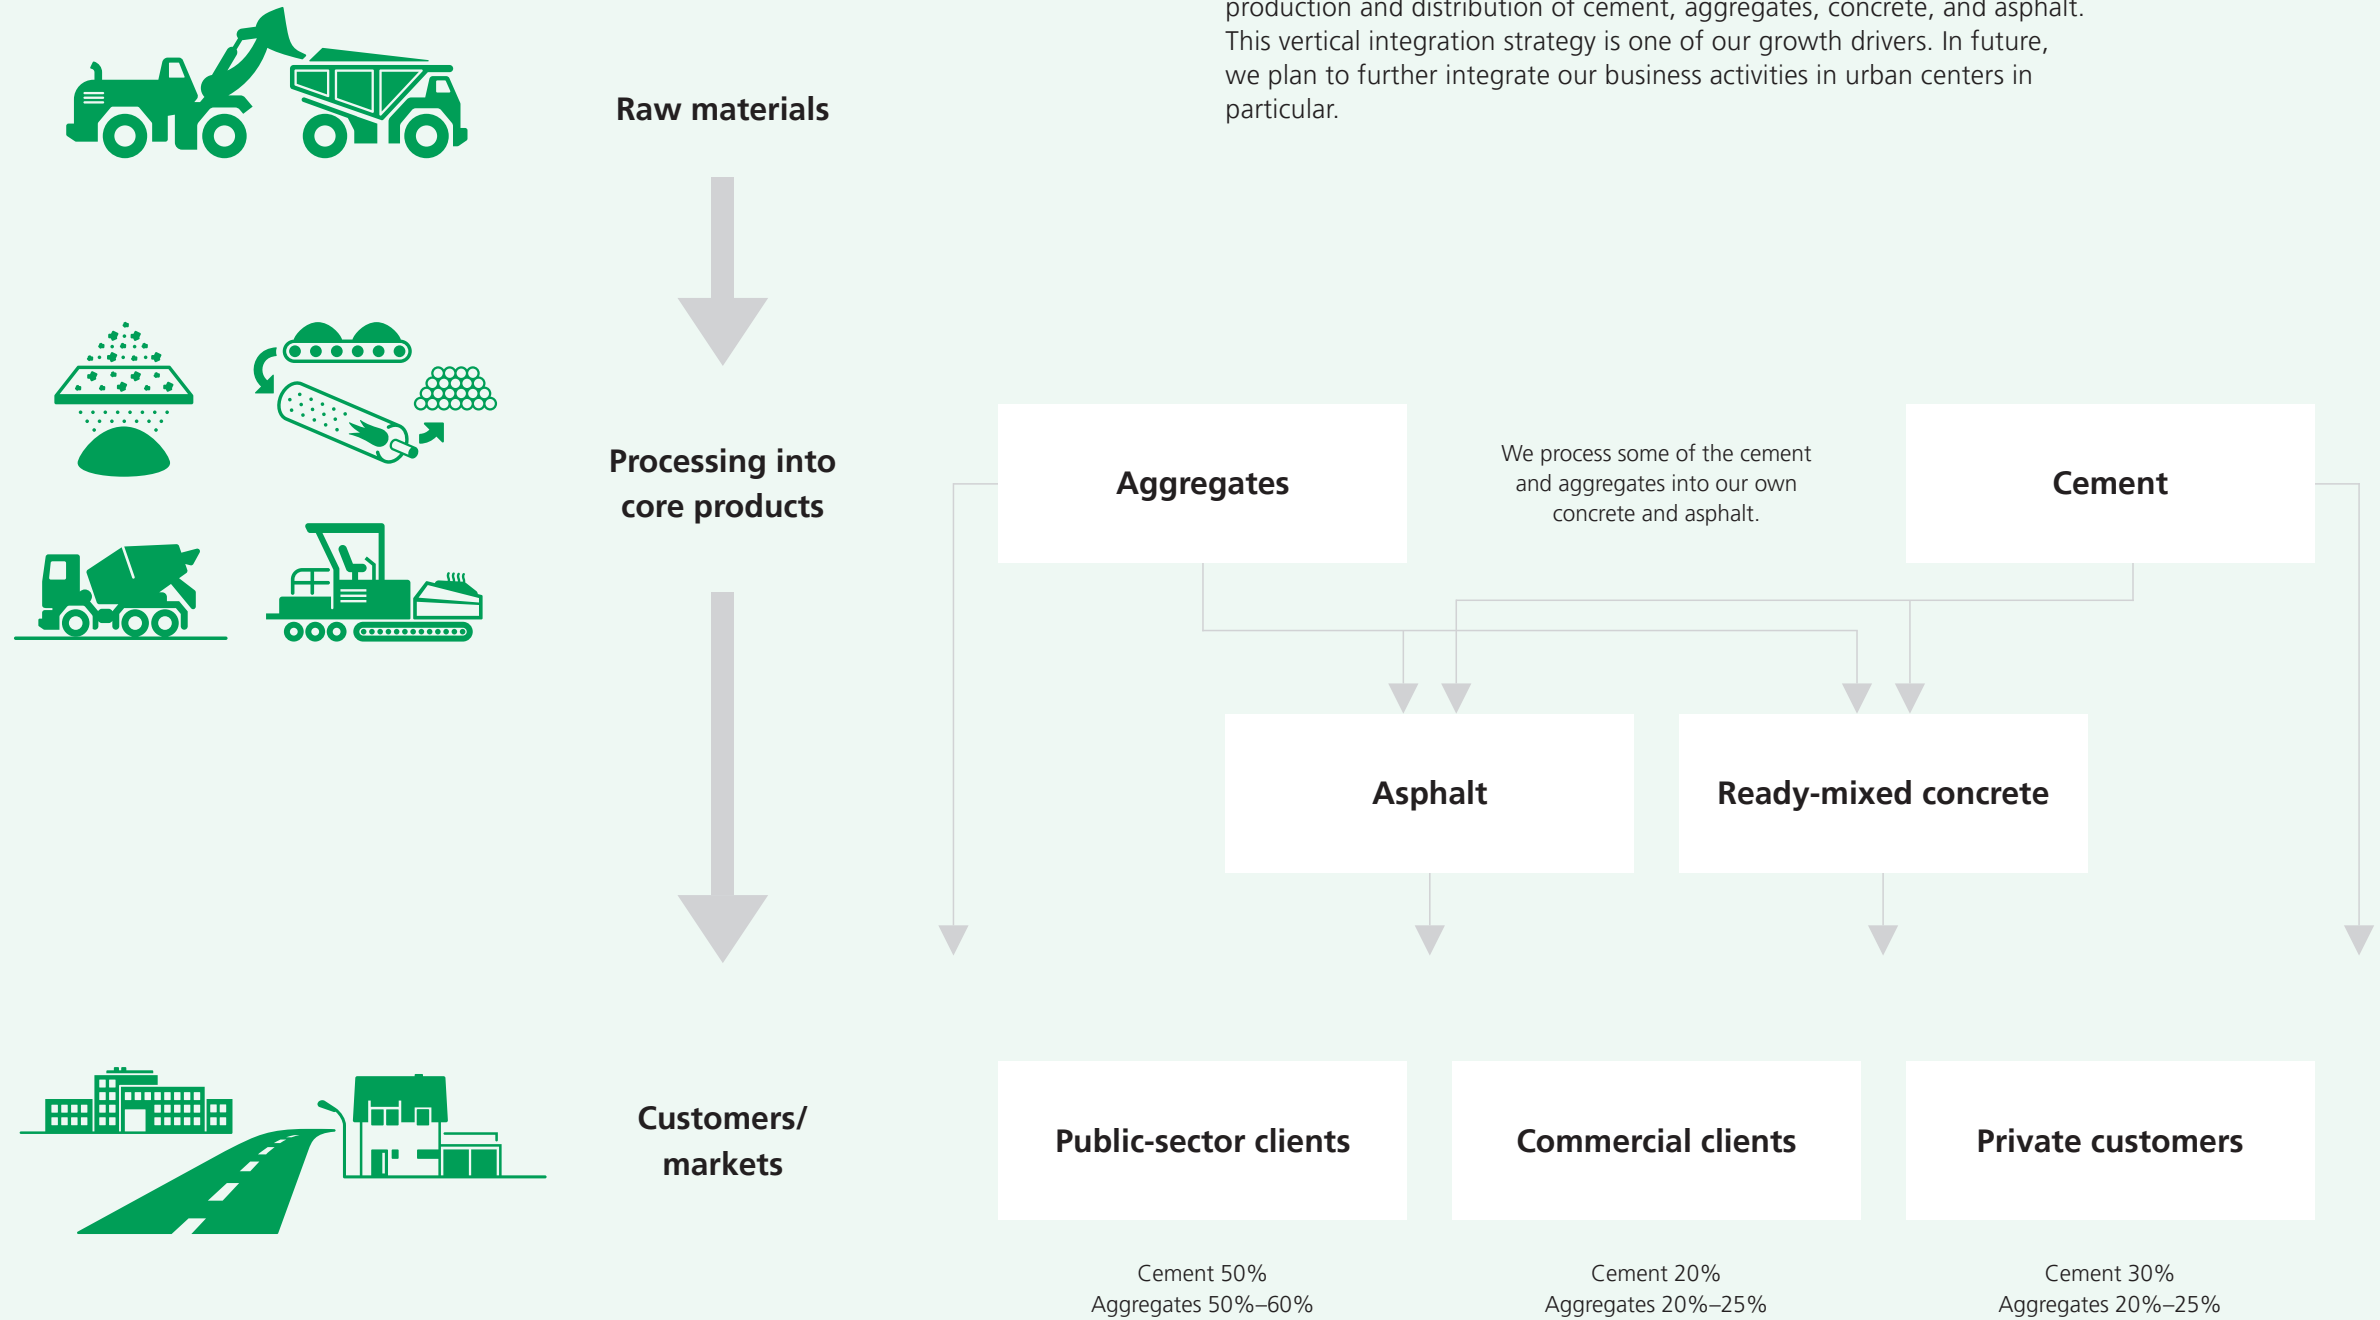 production and distribution of cement, aggregates, concrete, and asphalt.
This vertical integration strategy is one of our growth drivers. In future,
we plan to further integrate our business activities in urban centers in
particular.
Raw materials
Processing into
core products
Aggregates
We process some of the cement
and aggregates into our own
concrete and asphalt.
Cement
Asphalt
Ready-mixed concrete
Customers/
markets
Public-sector clients
Commercial clients
Private customers
Cement 50%
Aggregates 50%–60%
Cement 20%
Aggregates 20%–25%
Cement 30%
Aggregates 20%–25%